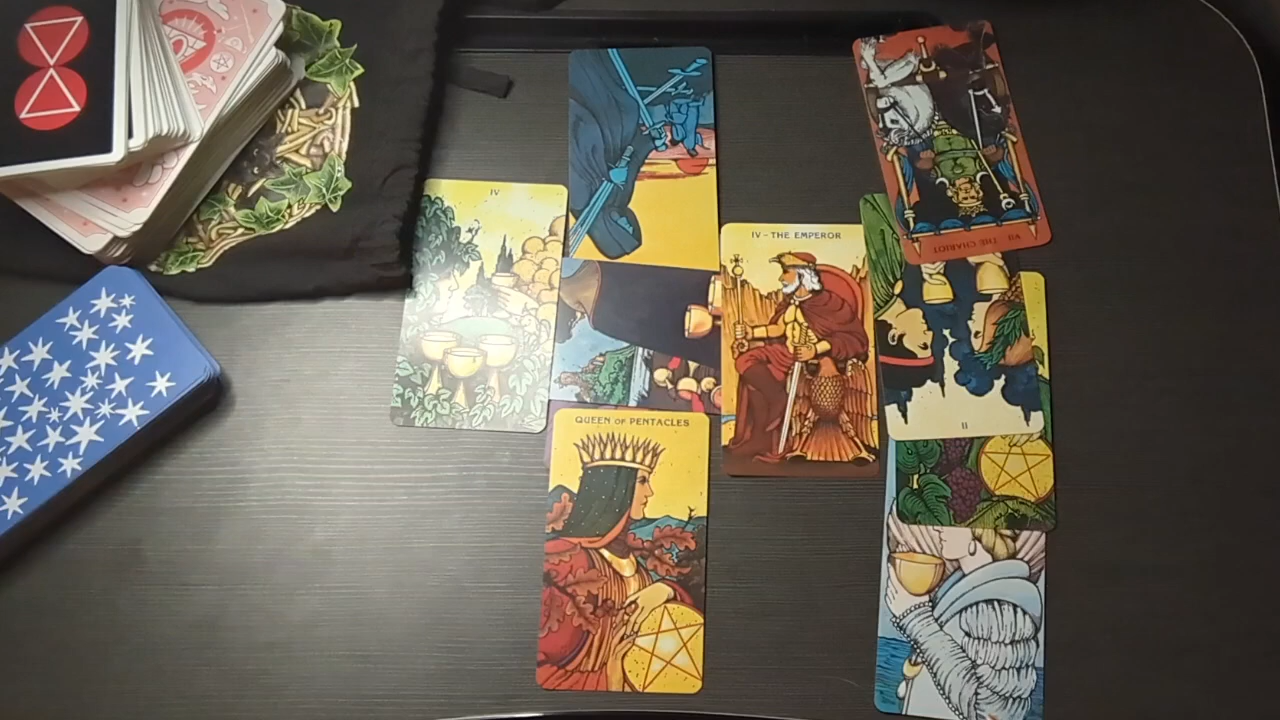 IV
IV - THE EMPEROR
VII THE CHARIOT
QUEEN OF PENTACLES
II